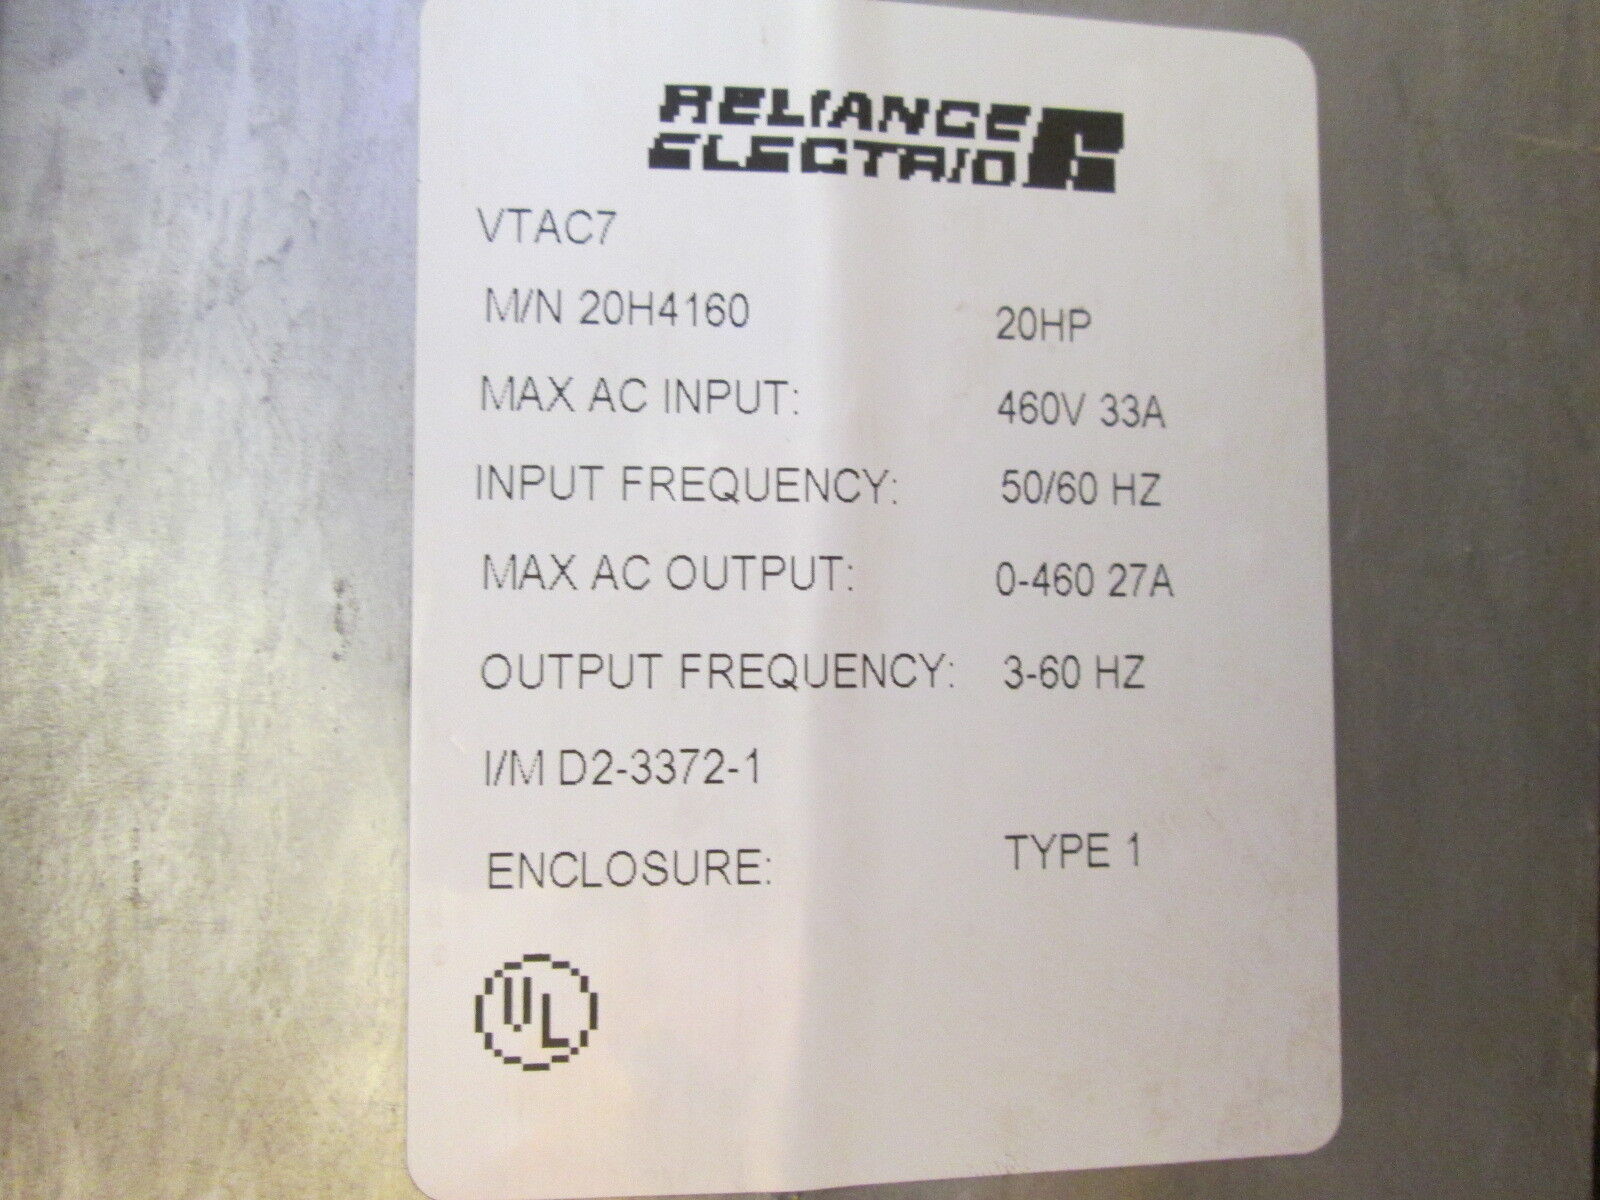 RELIANCE
ELECTRIC
VTAC7
M/N 20H4160 20HP
MAX AC INPUT: 460V 33A
INPUT FREQUENCY: 50/60 HZ
MAX AC OUTPUT: 0-460 27A
OUTPUT FREQUENCY: 3-60 HZ
I/M D2-3372-1
ENCLOSURE: TYPE 1
UL